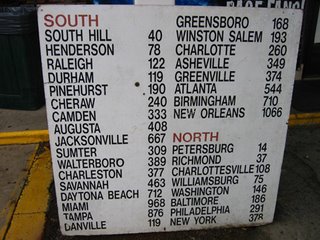 SOUTH
SOUTH HILL 40
HENDERSON 78
RALEIGH 122
DURHAM 119
PINEHURST 190
CHERAW 240
CAMDEN 333
AUGUSTA 408
JACKSONVILLE 667
SUMTER 309
WALTERBORO 389
CHARLESTON 377
SAVANNAH 463
DAYTONA BEACH 712
MIAMI 968
TAMPA 876
DANVILLE 119
GREENSBORO 168
WINSTON SALEM 193
CHARLOTTE 260
ASHEVILLE 349
GREENVILLE 374
ATLANTA 544
BIRMINGHAM 710
NEW ORLEANS 1066
NORTH
PETERSBURG 14
RICHMOND 37
CHARLOTTESVILLE 108
WILLIAMSBURG 75
WASHINGTON 146
BALTIMORE 186
PHILADELPHIA 291
NEW YORK 378